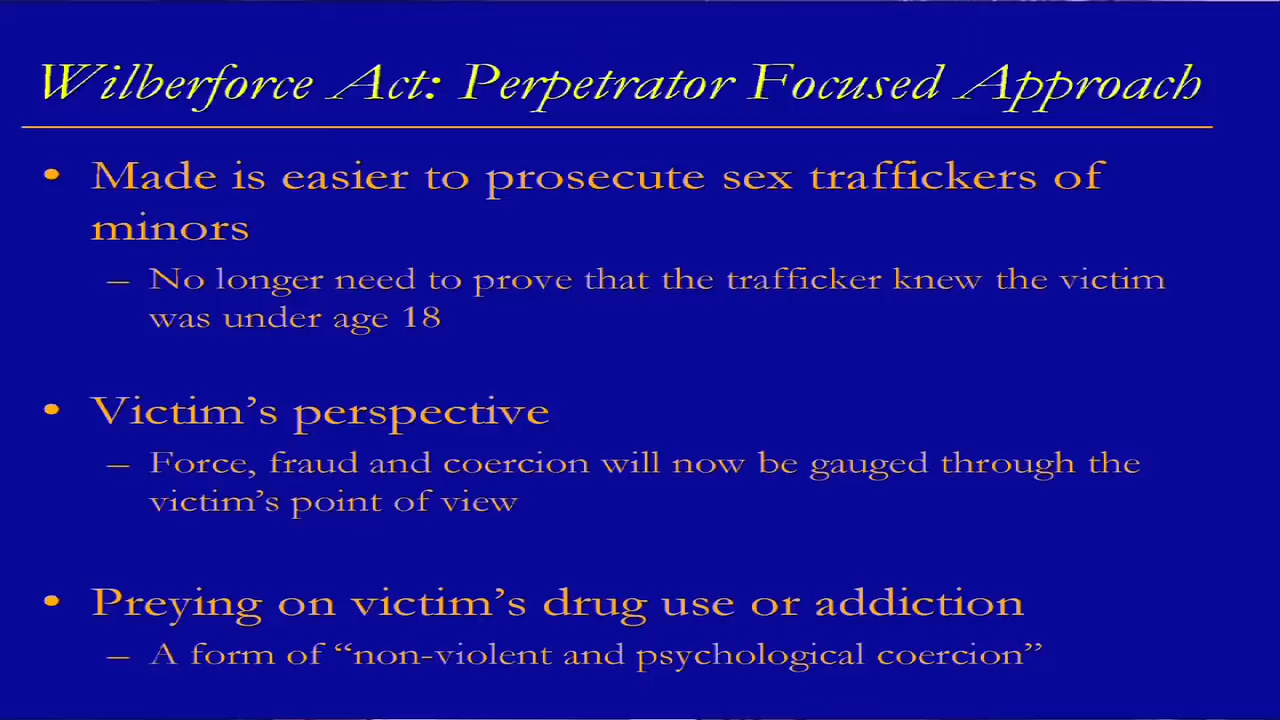 Wilberforce Act: Perpetrator Focused Approach
• Made is easier to prosecute sex traffickers of
minors
– No longer need to prove that the trafficker knew the victim
was under age 18
• Victim’s perspective
– Force, fraud and coercion will now be gauged through the
victim’s point of view
• Preying on victim’s drug use or addiction
– A form of “non-violent and psychological coercion”